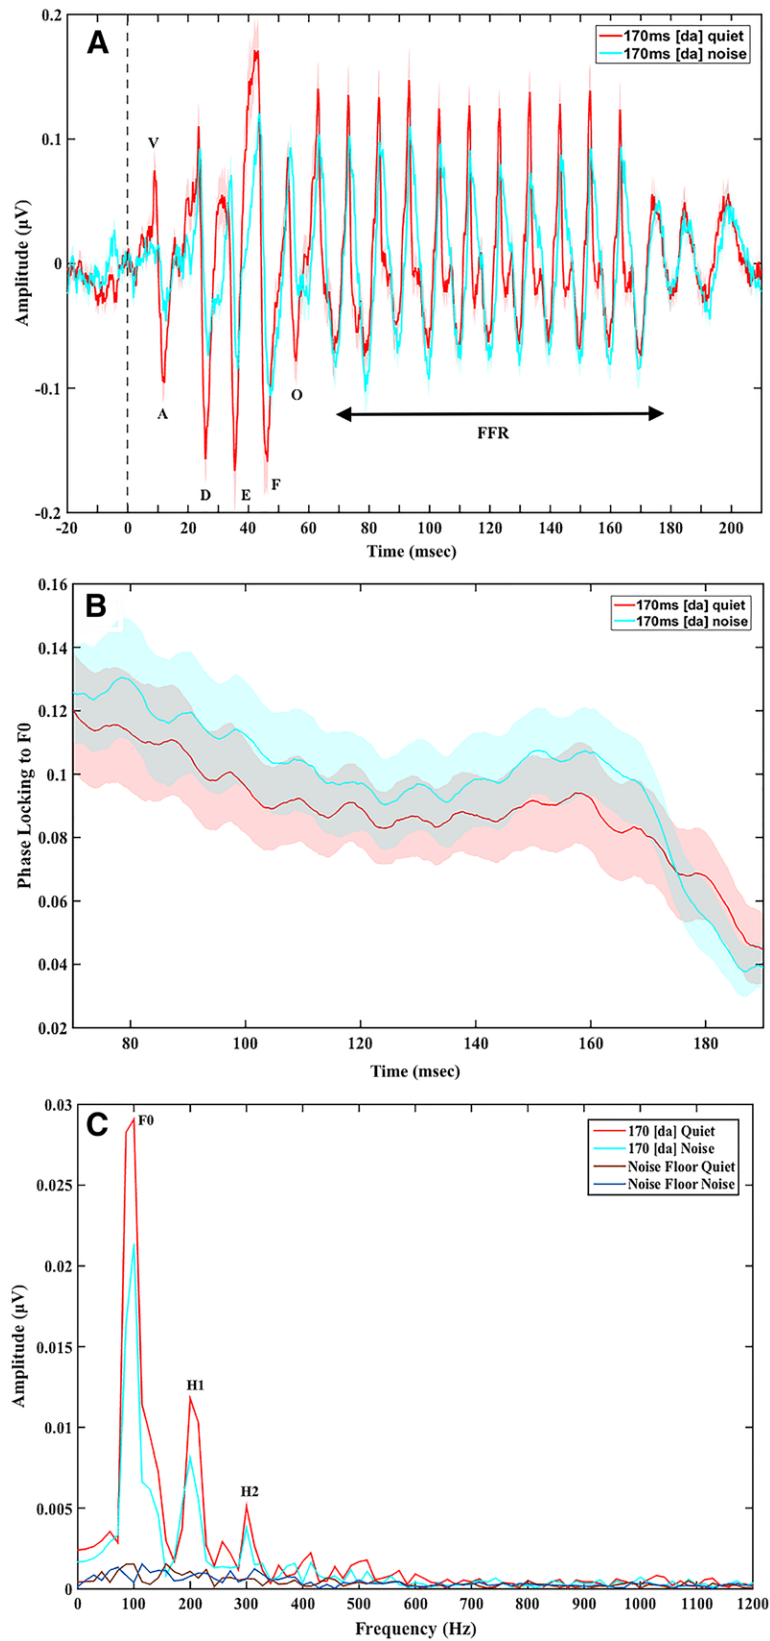 A
170ms [da] quiet
170ms [da] noise
0.2
0.1
0
-0.1
-0.2
Amplitude (µV)
V
A
D
E
F
O
FFR
-20 0 20 40 60 80 100 120 140 160 180 200
Time (msec)
B
170ms [da] quiet
170ms [da] noise
0.16
0.14
0.12
0.1
0.08
0.06
0.04
0.02
Phase Locking to F0
80 100 120 140 160 180
Time (msec)
C
F0
170 [da] Quiet
170 [da] Noise
Noise Floor Quiet
Noise Floor Noise
0.03
0.025
0.02
0.015
0.01
0.005
0
Amplitude (µV)
H1
H2
0 100 200 300 400 500 600 700 800 900 1000 1100 1200
Frequency (Hz)